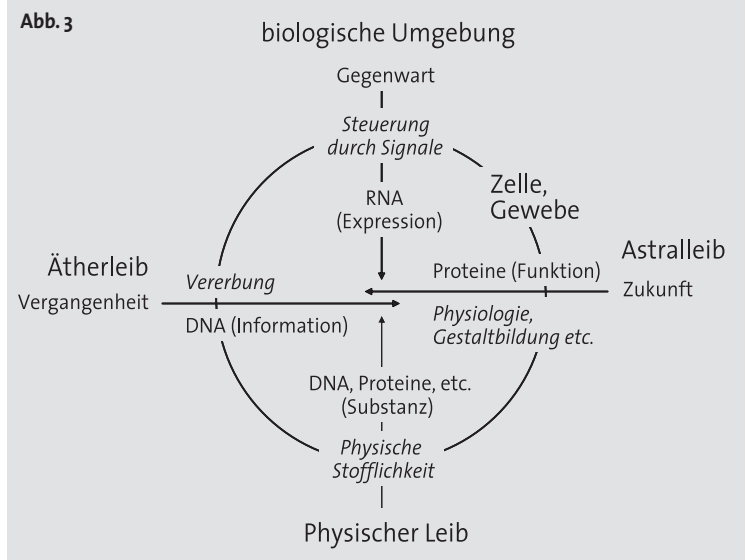 Abb. 3
biologische Umgebung
Gegenwart
Steuerung
durch Signale
Zelle,
Gewebe
RNA
(Expression)
Astralleib
Ätherleib
Proteine (Funktion)
Vererbung
Zukunft
Vergangenheit
Physiologie,
Gestaltbildung etc.
DNA (Information)
DNA, Proteine, etc.
(Substanz)
Physische
Stofflichkeit
Physischer Leib